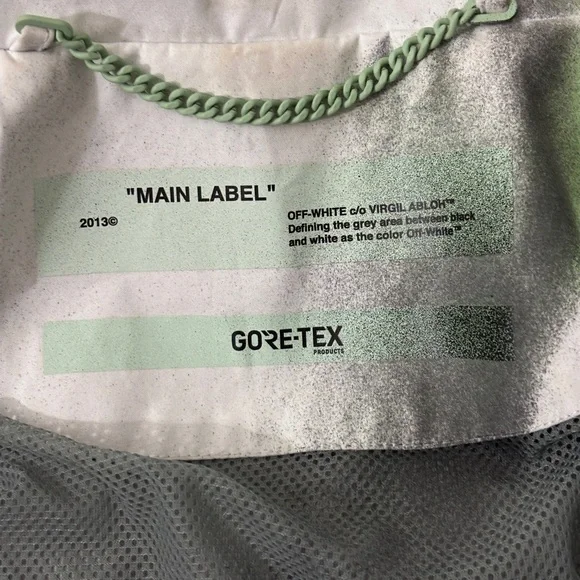 "MAIN LABEL"
2013©
OFF-WHITE c/o VIRGIL ABLOH™
Defining the grey area between black
and white as the color Off-White™
GORE-TEX
PRODUCTS